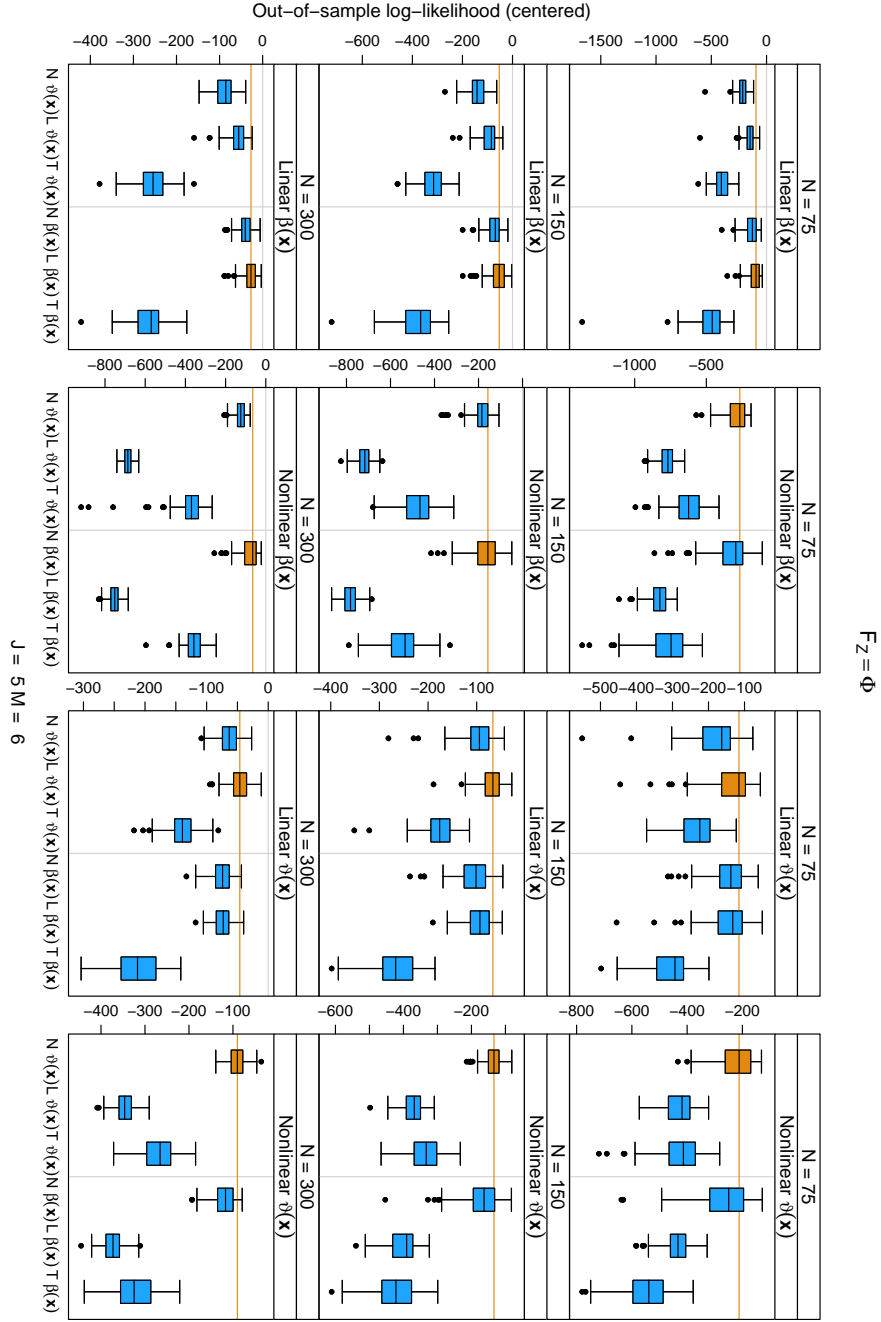 Out−of−sample log−likelihood (centered)
F_Z = Φ
−400 −300 −200 −100 0
−600 −400 −200 0
−1500 −1000 −500 0
N = 75
Linear β(x)
N = 150
Linear β(x)
N = 300
Linear β(x)
N ϑ(x) L ϑ(x) T ϑ(x) N β(x) L β(x) T β(x)
−800 −600 −400 −200 0
−800 −600 −400 −200
−1000 −500
N = 75
Nonlinear β(x)
N = 150
Nonlinear β(x)
N = 300
Nonlinear β(x)
N ϑ(x) L ϑ(x) T ϑ(x) N β(x) L β(x) T β(x)
−300 −200 −100 0
−400 −300 −200 −100
−500 −400 −300 −200 −100
N = 75
Linear ϑ(x)
N = 150
Linear ϑ(x)
N = 300
Linear ϑ(x)
N ϑ(x) L ϑ(x) T ϑ(x) N β(x) L β(x) T β(x)
−400 −300 −200 −100
−600 −400 −200
−800 −600 −400 −200
N = 75
Nonlinear ϑ(x)
N = 150
Nonlinear ϑ(x)
N = 300
Nonlinear ϑ(x)
N ϑ(x) L ϑ(x) T ϑ(x) N β(x) L β(x) T β(x)
J = 5 M = 6